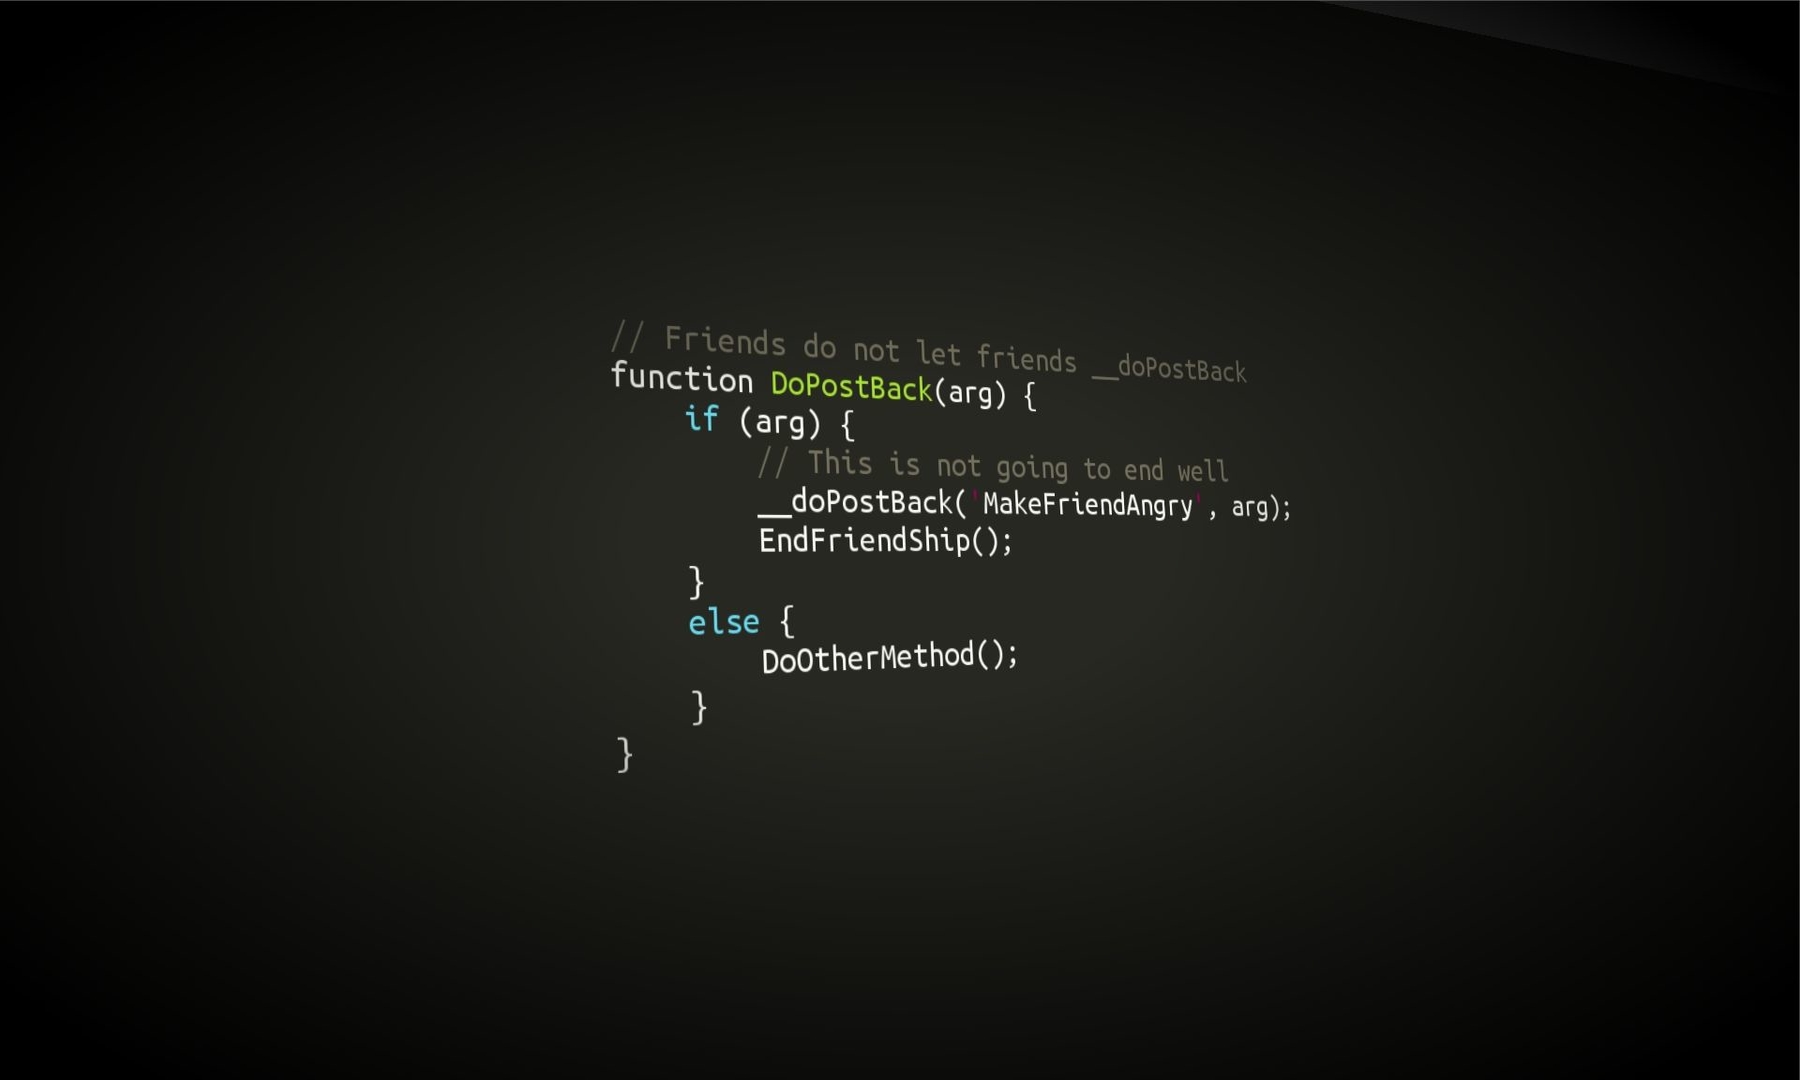 // Friends do not let friends __doPostBack
function DoPostBack(arg) {
if (arg) {
// This is not going to end well
__doPostBack('MakeFriendAngry', arg);
EndFriendShip();
}
else {
DoOtherMethod();
}
}